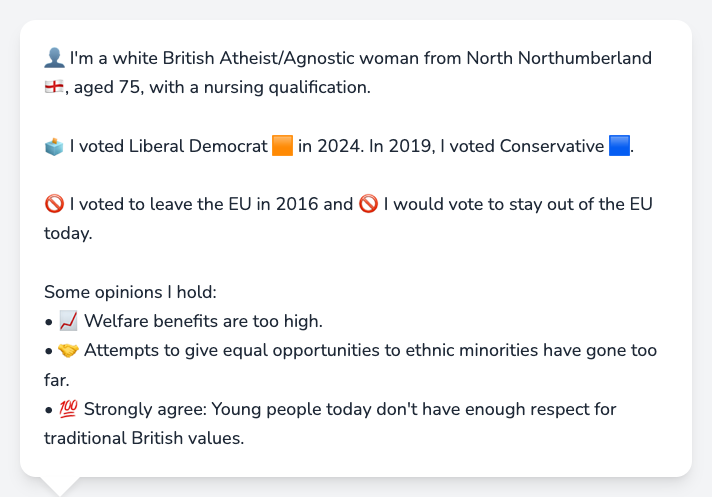 👤 I'm a white British Atheist/Agnostic woman from North Northumberland
🏴󠁧󠁢󠁥󠁮󠁧󠁿, aged 75, with a nursing qualification.
🗳️ I voted Liberal Democrat 🟧 in 2024. In 2019, I voted Conservative 🟦.
🚫 I voted to leave the EU in 2016 and 🚫 I would vote to stay out of the EU
today.
Some opinions I hold:
• 📈 Welfare benefits are too high.
• 🤝 Attempts to give equal opportunities to ethnic minorities have gone too
far.
• 💯 Strongly agree: Young people today don't have enough respect for
traditional British values.